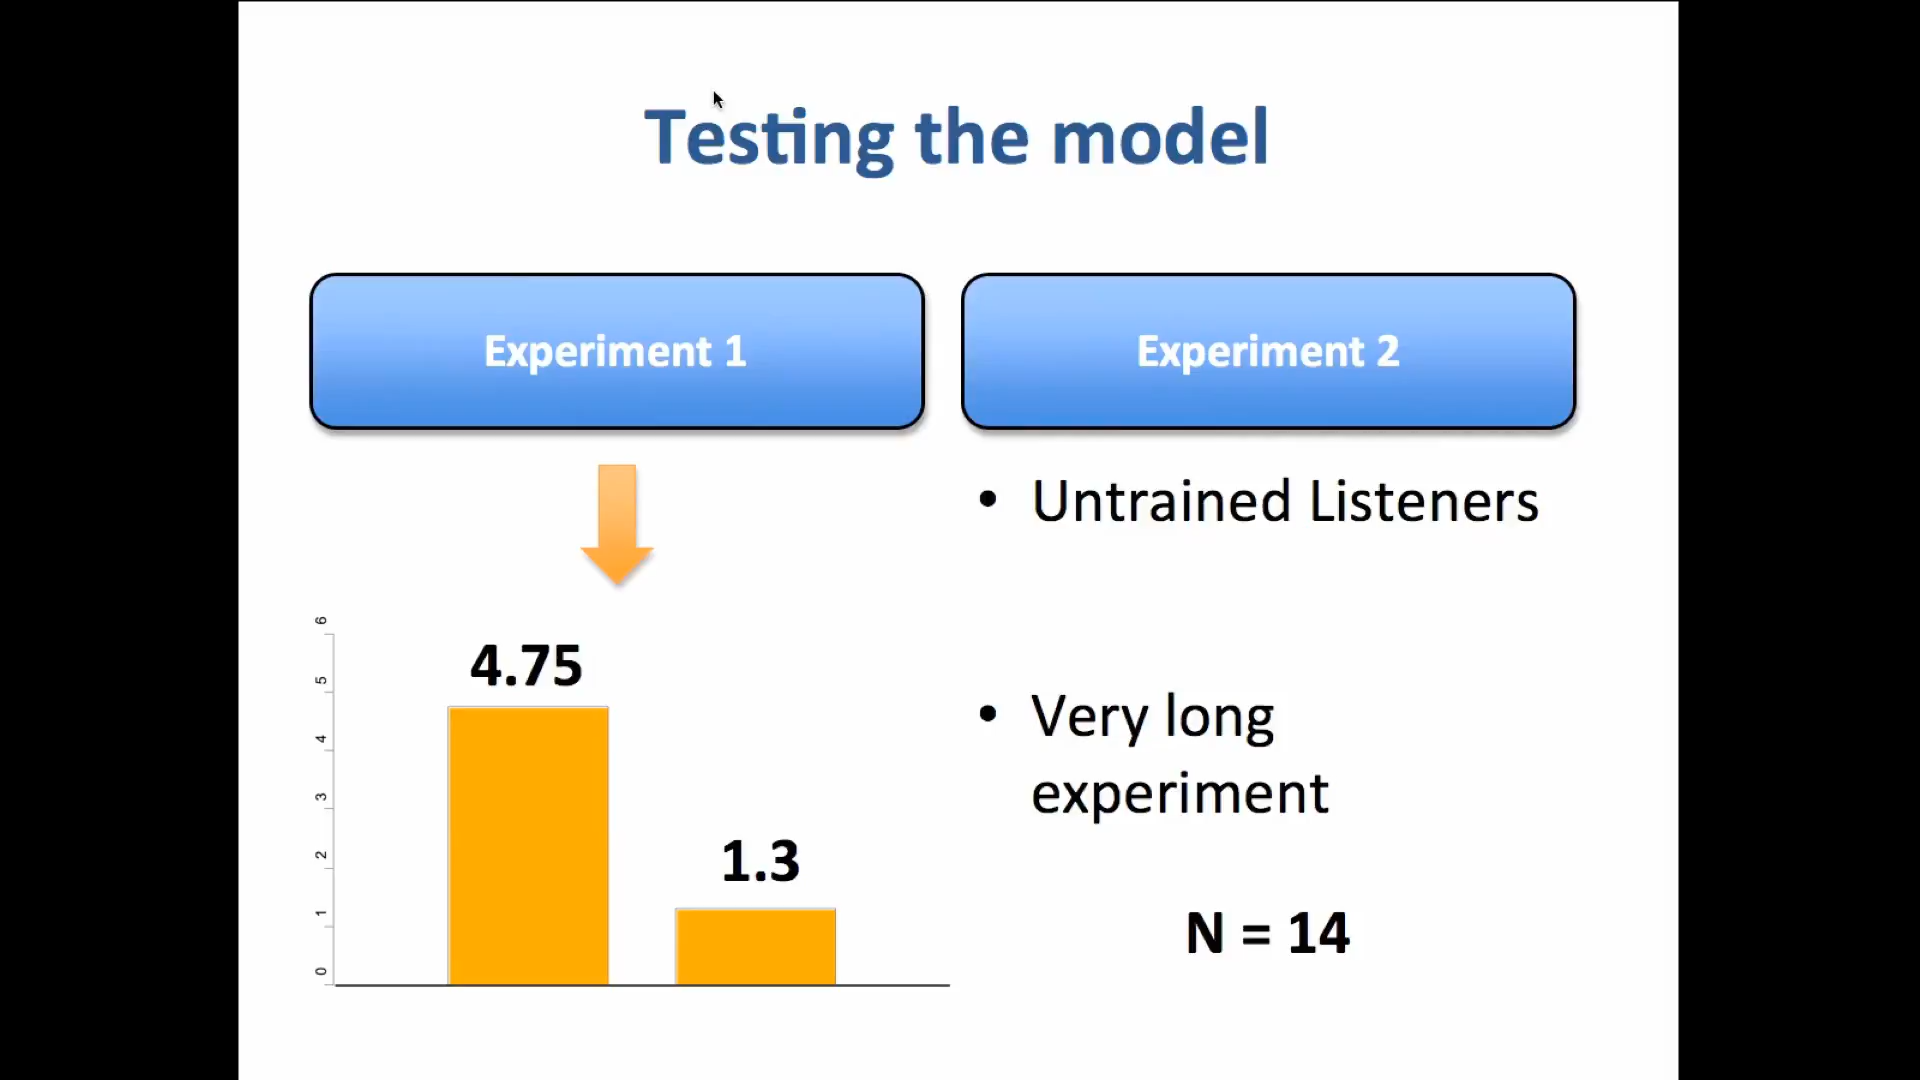 Testing the model
Experiment 1
Experiment 2
• Untrained Listeners
• Very long
experiment
N = 14
6
5
4
3
2
1
0
4.75
1.3